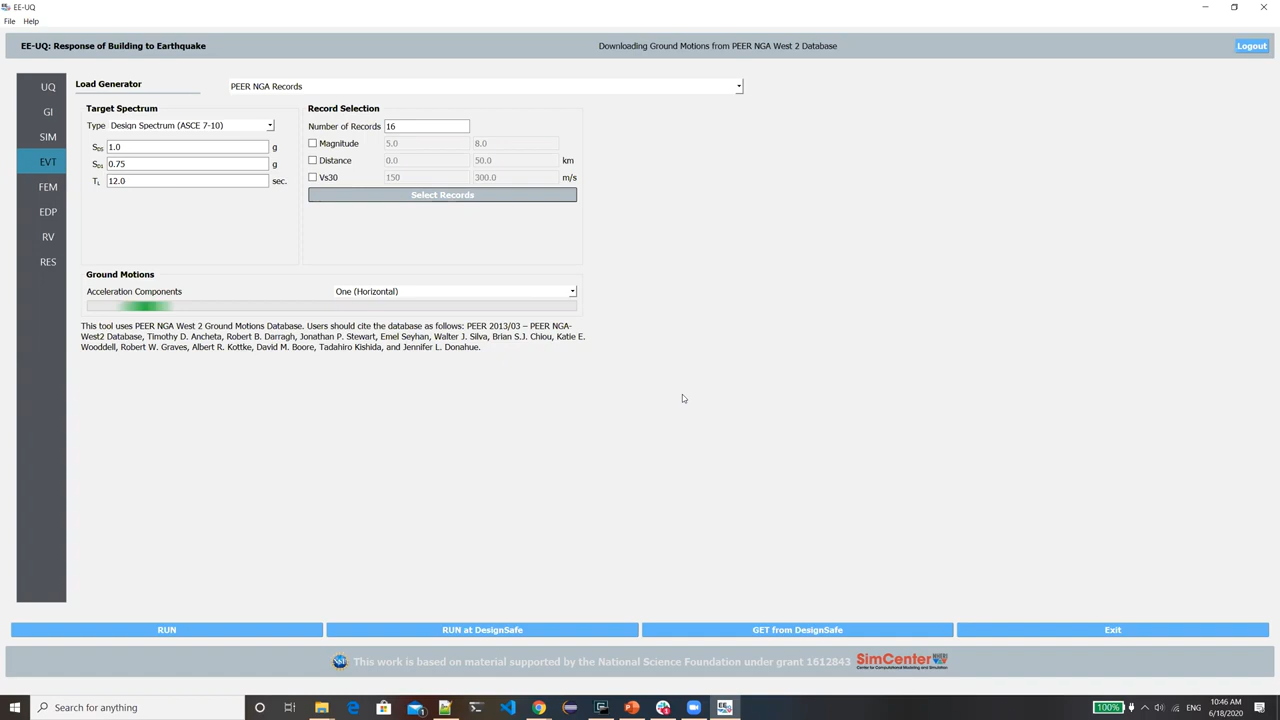 EE-UQ
File Help
EE-UQ: Response of Building to Earthquake
Downloading Ground Motions from PEER NGA West 2 Database
Logout
UQ
GI
SIM
EVT
FEM
EDP
RV
RES
Load Generator
PEER NGA Records
Target Spectrum
Type Design Spectrum (ASCE 7-10)
SDS 1.0 g
SD1 0.75 g
TL 12.0 sec.
Record Selection
Number of Records 16
Magnitude 5.0 8.0
Distance 0.0 50.0 km
Vs30 150 300.0 m/s
Select Records
Ground Motions
Acceleration Components One (Horizontal)
This tool uses PEER NGA West 2 Ground Motions Database. Users should cite the database as follows: PEER 2013/03 – PEER NGA-
West2 Database, Timothy D. Ancheta, Robert B. Darragh, Jonathan P. Stewart, Emel Seyhan, Walter J. Silva, Brian S.J. Chiou, Katie E.
Wooddell, Robert W. Graves, Albert R. Kottke, David M. Boore, Tadahiro Kishida, and Jennifer L. Donahue.
RUN
RUN at DesignSafe
GET from DesignSafe
Exit
This work is based on material supported by the National Science Foundation under grant 1612843
SimCenter
Center for Computational Modeling and Simulation
Search for anything
100%
ENG
10:46 AM
6/18/2020